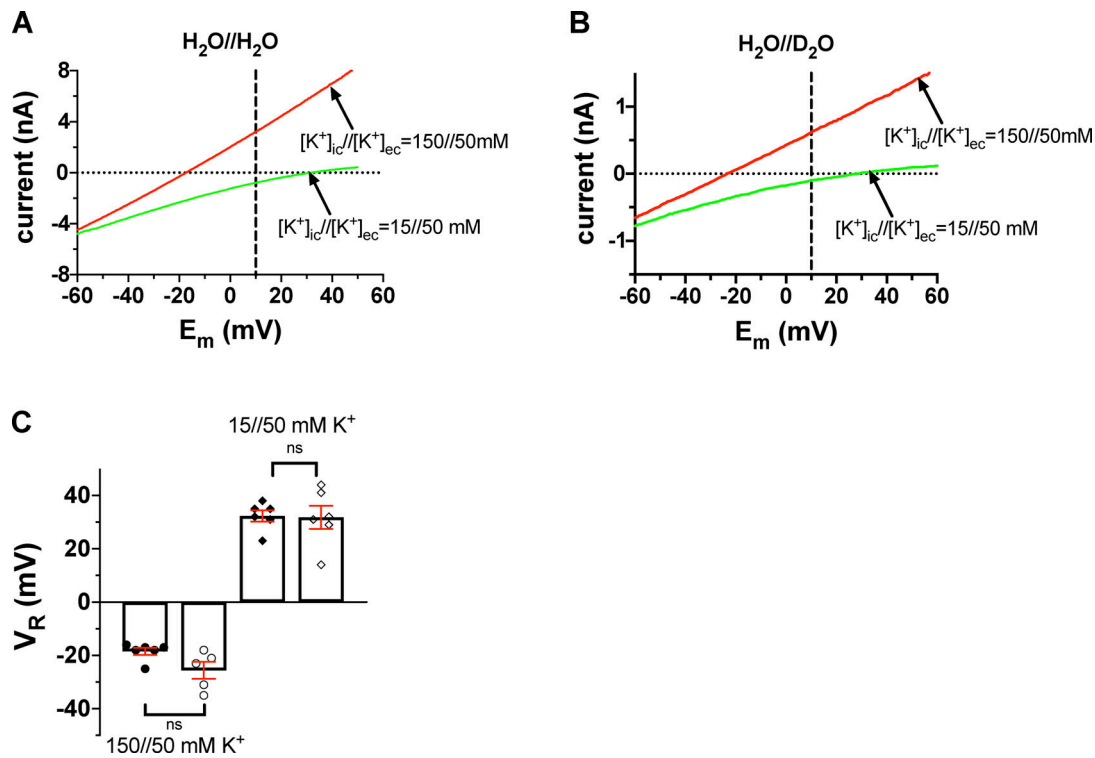 A
H₂O//H₂O
8
4
0
-4
-8
current (nA)
[K⁺]ic//[K⁺]ec=150//50mM
[K⁺]ic//[K⁺]ec=15//50 mM
-60 -40 -20 0 20 40 60
Em (mV)
B
H₂O//D₂O
1
0
-1
current (nA)
[K⁺]ic//[K⁺]ec=150//50mM
[K⁺]ic//[K⁺]ec=15//50 mM
-60 -40 -20 0 20 40 60
Em (mV)
C
15//50 mM K⁺
ns
40
20
0
-20
-40
VR (mV)
ns
150//50 mM K⁺